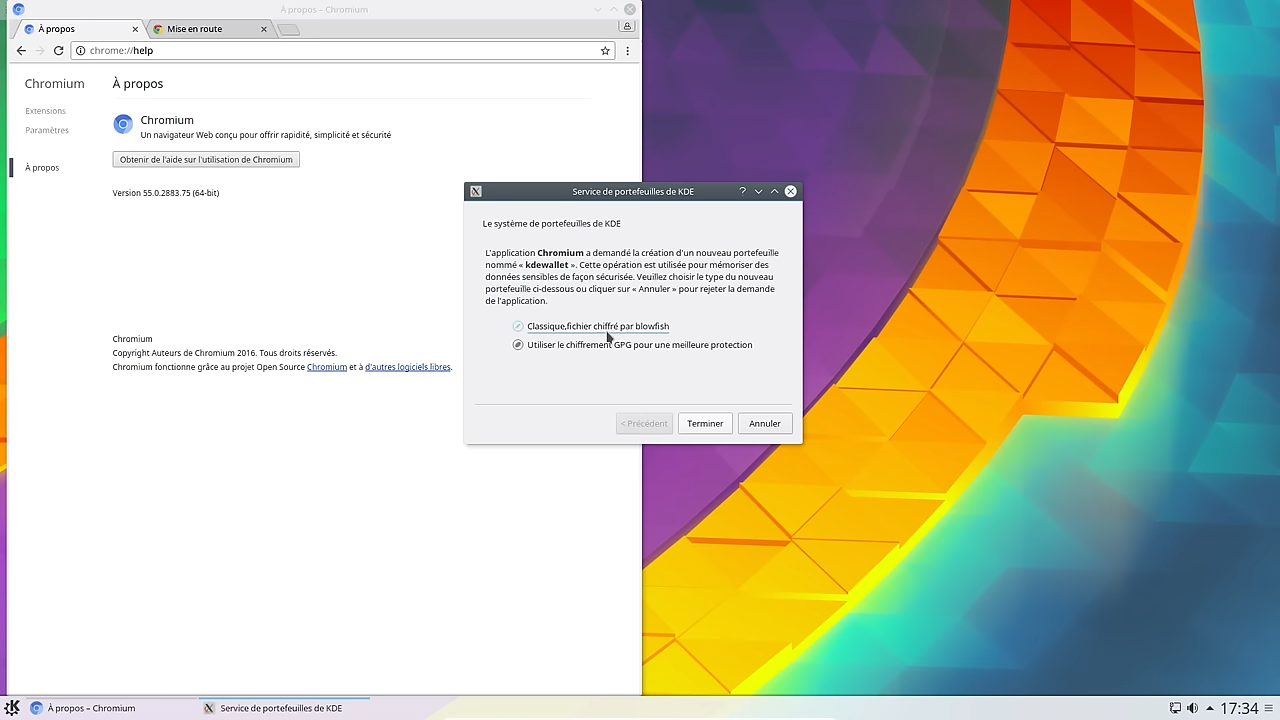 À propos – Chromium
À propos
Mise en route
chrome://help
Chromium
À propos
Extensions
Paramètres
À propos
Chromium
Un navigateur Web conçu pour offrir rapidité, simplicité et sécurité
Obtenir de l'aide sur l'utilisation de Chromium
Version 55.0.2883.75 (64-bit)
Chromium
Copyright Auteurs de Chromium 2016. Tous droits réservés.
Chromium fonctionne grâce au projet Open Source Chromium et à d'autres logiciels libres.
Service de portefeuilles de KDE
Le système de portefeuilles de KDE
L'application Chromium a demandé la création d'un nouveau portefeuille
nommé « kdewallet ». Cette opération est utilisée pour mémoriser des
données sensibles de façon sécurisée. Veuillez choisir le type du nouveau
portefeuille ci-dessous ou cliquer sur « Annuler » pour rejeter la demande
de l'application.
Classique,fichier chiffré par blowfish
Utiliser le chiffrement GPG pour une meilleure protection
< Précédent
Terminer
Annuler
À propos – Chromium
Service de portefeuilles de KDE
17:34